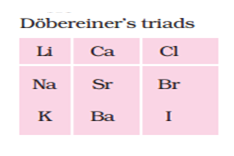 Döbereiner's triads
Li Ca Cl
Na Sr Br
K Ba I